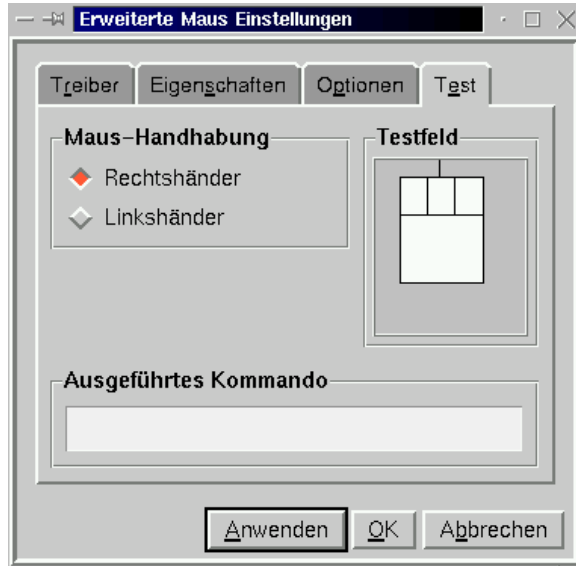 Erweiterte Maus Einstellungen
Treiber Eigenschaften Optionen Test
Maus-Handhabung Testfeld
Rechtshänder
Linkshänder
Ausgeführtes Kommando
Anwenden OK Abbrechen